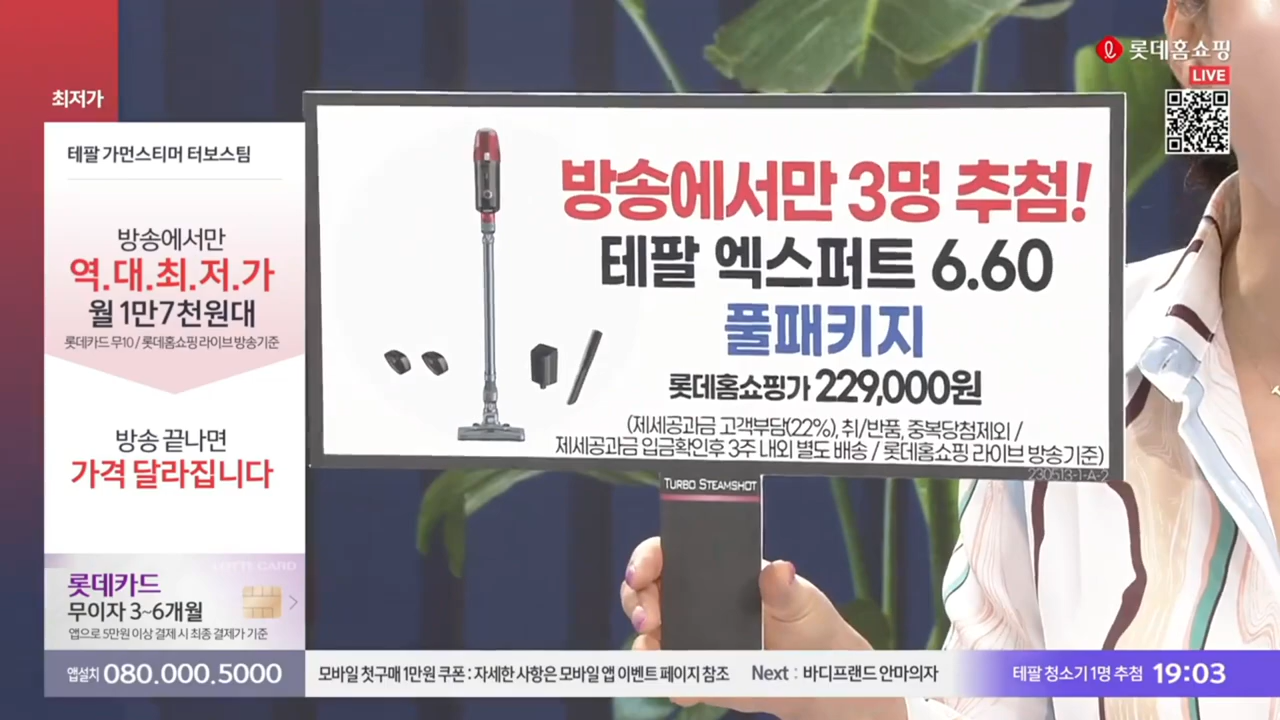 최저가
테팔 가먼스티머 터보스팀
방송에서만
역.대.최.저.가
월 1만7천원대
롯데카드 무10 / 롯데홈쇼핑 라이브 방송기준
방송 끝나면
가격 달라집니다
LOTTE CARD
롯데카드
무이자 3~6개월
앱으로 5만원 이상 결제 시 최종 결제가 기준
롯데홈쇼핑
LIVE
방송에서만 3명 추첨!
테팔 엑스퍼트 6.60
풀패키지
롯데홈쇼핑가 229,000원
(제세공과금 고객부담(22%), 취/반품, 중복당첨제외 /
제세공과금 입금확인후 3주 내외 별도 배송 / 롯데홈쇼핑 라이브 방송기준)
230513-1-A-2
TURBO STEAMSHOT
앱설치 080.000.5000
모바일 첫구매 1만원 쿠폰 : 자세한 사항은 모바일 앱 이벤트 페이지 참조
Next : 바디프랜드 안마의자
테팔 청소기 1명 추첨 19:03